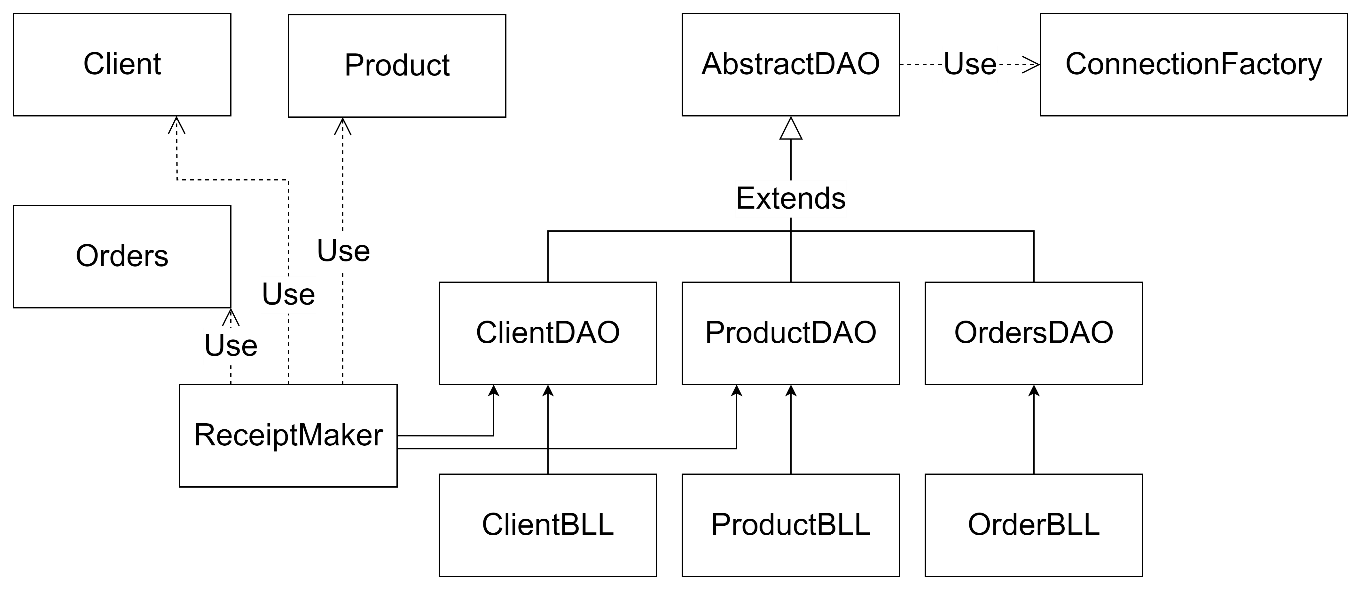 Client
Product
AbstractDAO
Use
ConnectionFactory
Extends
Orders
Use
Use
Use
ClientDAO
ProductDAO
OrdersDAO
ReceiptMaker
ClientBLL
ProductBLL
OrderBLL